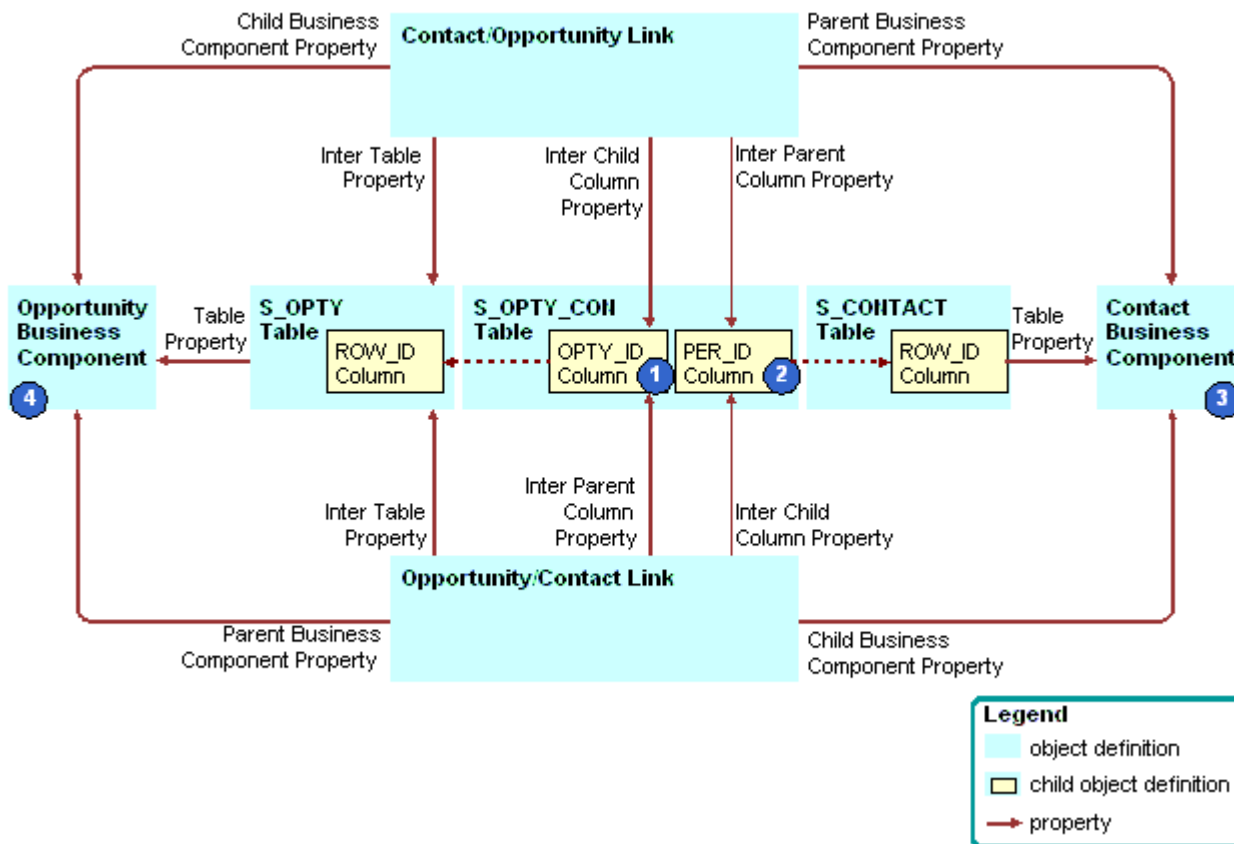 Child Business
Component Property
Contact/Opportunity Link
Parent Business
Component Property
Inter Table
Property
Inter Child
Column
Property
Inter Parent
Column Property
Opportunity
Business
Component
4
Table
Property
S_OPTY
Table
ROW_ID
Column
S_OPTY_CON
Table
OPTY_ID
Column
1
PER_ID
Column
2
S_CONTACT
Table
ROW_ID
Column
Table
Property
Contact
Business
Component
3
Inter Table
Property
Inter Parent
Column
Property
Inter Child
Column Property
Opportunity/Contact Link
Parent Business
Component Property
Child Business
Component Property
Legend
object definition
child object definition
property